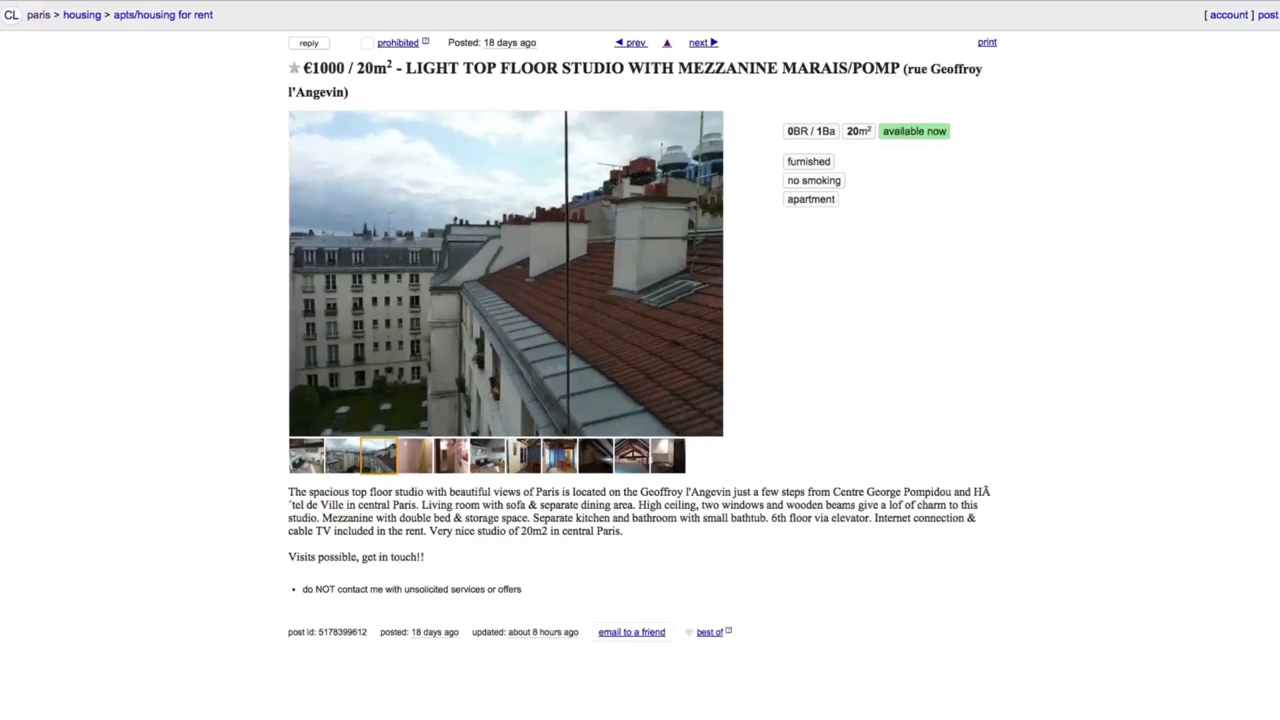 CL paris > housing > apts/housing for rent [ account ] post
reply prohibited [?] Posted: 18 days ago ◄ prev ▲ next ► print
€1000 / 20m² - LIGHT TOP FLOOR STUDIO WITH MEZZANINE MARAIS/POMP (rue Geoffroy
l'Angevin)
0BR / 1Ba 20m² available now
furnished
no smoking
apartment
The spacious top floor studio with beautiful views of Paris is located on the Geoffroy l'Angevin just a few steps from Centre George Pompidou and HÃ
´tel de Ville in central Paris. Living room with sofa & separate dining area. High ceiling, two windows and wooden beams give a lof of charm to this
studio. Mezzanine with double bed & storage space. Separate kitchen and bathroom with small bathtub. 6th floor via elevator. Internet connection &
cable TV included in the rent. Very nice studio of 20m2 in central Paris.
Visits possible, get in touch!!
• do NOT contact me with unsolicited services or offers
post id: 5178399612 posted: 18 days ago updated: about 8 hours ago email to a friend best of [?]